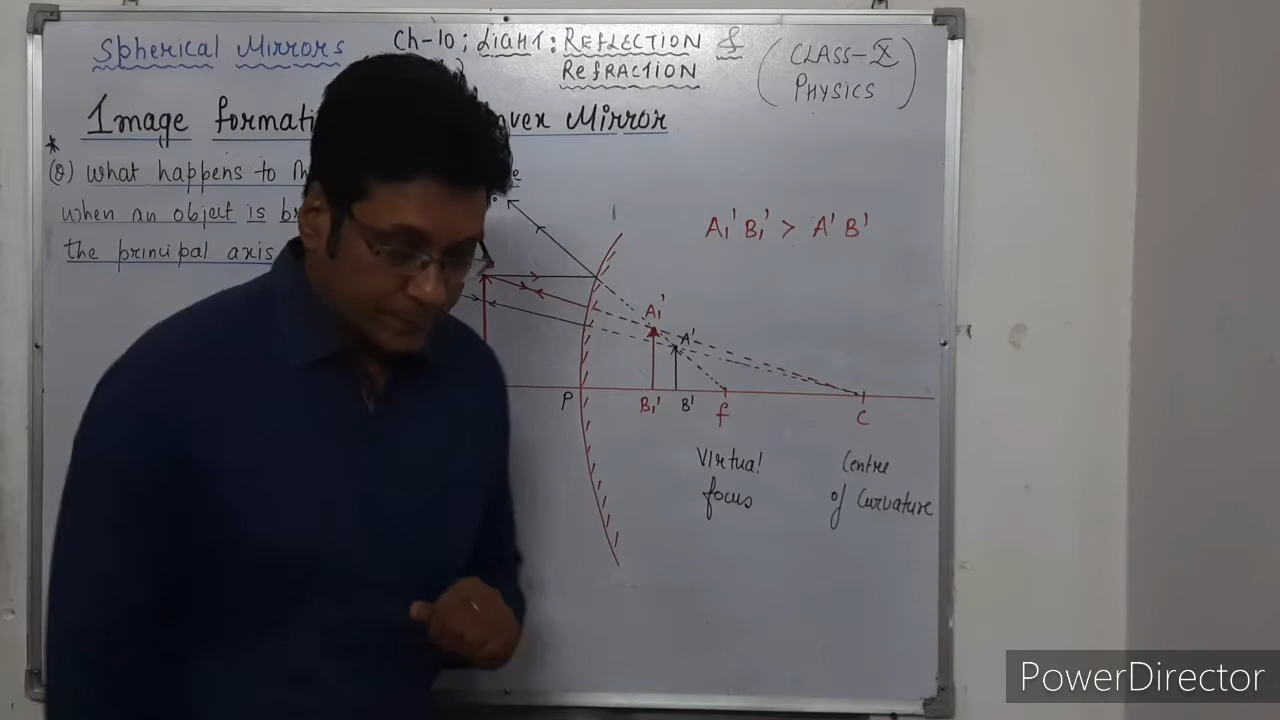 Spherical Mirrors
Ch-10: LIGHT: REFLECTION &
REFRACTION
(CLASS-X
PHYSICS)
Image formati nvex Mirror
*
(Q) What happens to th e
when an object is br
the principal axis
A₁'B₁' > A'B'
A₁'
A'
P
B₁'
B'
f
C
Virtual
focus
Centre
of Curvature
PowerDirector